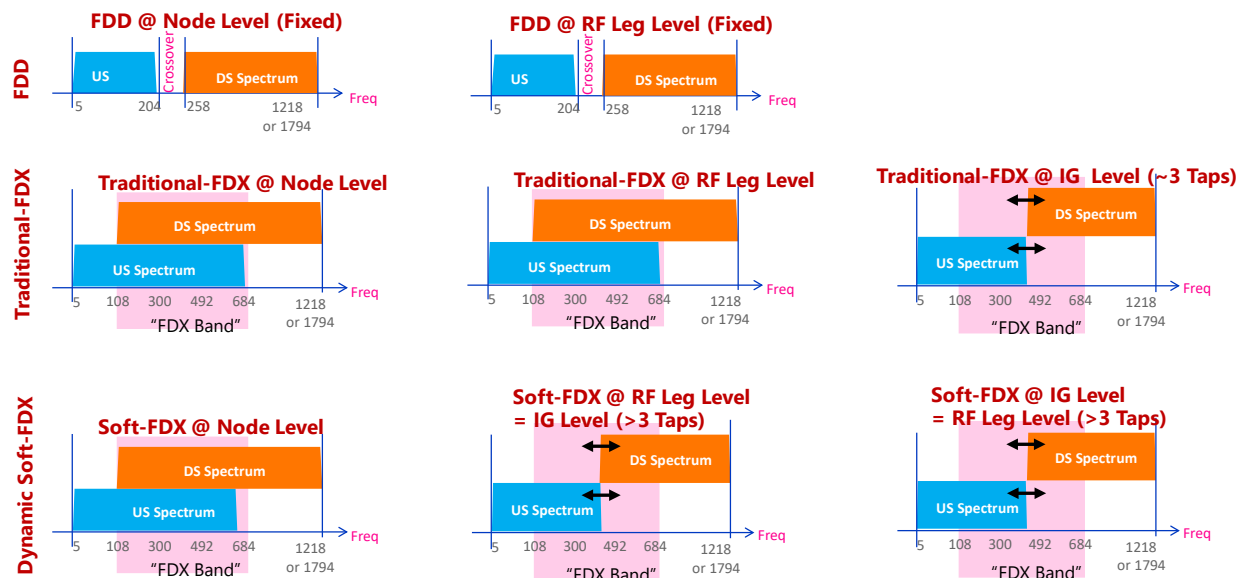 FDD
FDD @ Node Level (Fixed)
US
Crossover
DS Spectrum
Freq
5 204 258 1218
or 1794
FDD @ RF Leg Level (Fixed)
US
Crossover
DS Spectrum
Freq
5 204 258 1218
or 1794
Traditional-FDX
Traditional-FDX @ Node Level
DS Spectrum
US Spectrum
Freq
5 108 300 492 684 1218
or 1794
“FDX Band”
Traditional-FDX @ RF Leg Level
DS Spectrum
US Spectrum
Freq
5 108 300 492 684 1218
or 1794
“FDX Band”
Traditional-FDX @ IG Level (~3 Taps)
DS Spectrum
US Spectrum
Freq
5 108 300 492 684 1218
or 1794
“FDX Band”
Dynamic Soft-FDX
Soft-FDX @ Node Level
DS Spectrum
US Spectrum
Freq
5 108 300 492 684 1218
or 1794
“FDX Band”
Soft-FDX @ RF Leg Level
= IG Level (>3 Taps)
DS Spectrum
US Spectrum
Freq
5 108 300 492 684 1218
or 1794
“FDX Band”
Soft-FDX @ IG Level
= RF Leg Level (>3 Taps)
DS Spectrum
US Spectrum
Freq
5 108 300 492 684 1218
or 1794
“FDX Band”